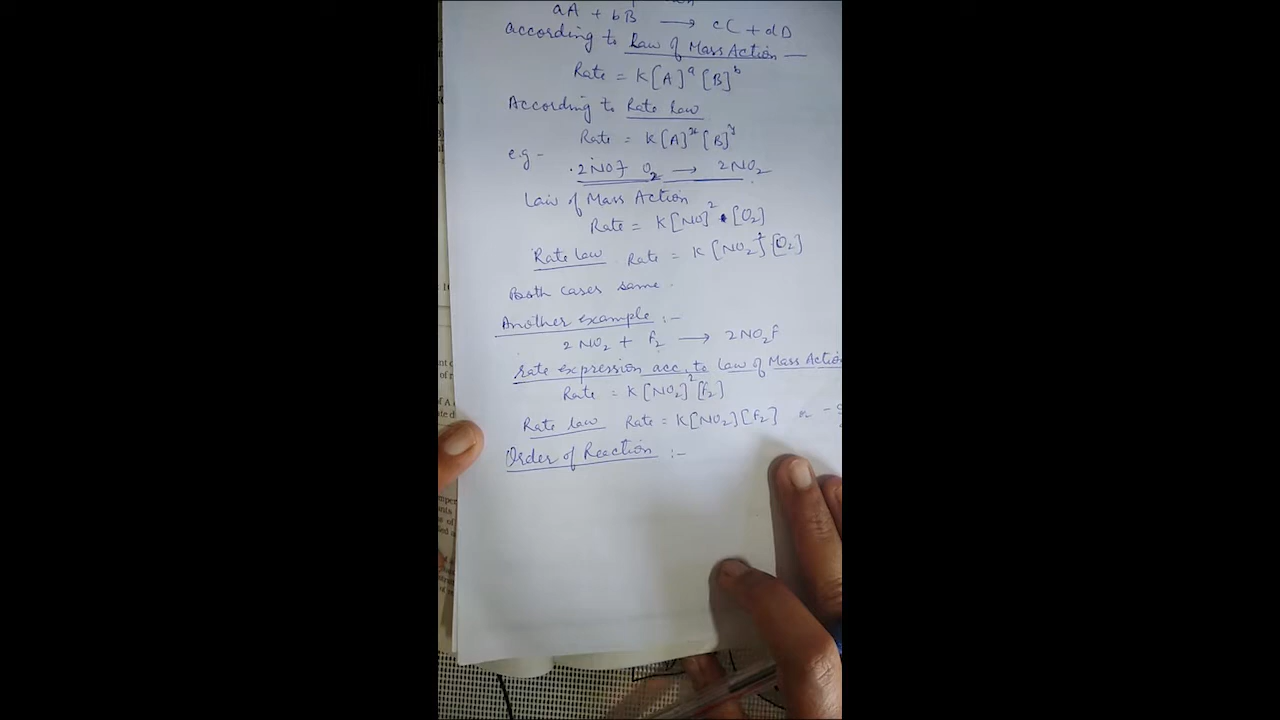 aA + bB → cC + dD
according to Law of Mass Action —
Rate = K[A]ᵃ [B]ᵇ
According to Rate law
Rate = K[A]ˣ [B]ʸ
e.g -
2NO + O₂ → 2NO₂
Law of Mass Action
Rate = K[NO]² [O₂]
Rate law Rate = K[NO₂]² [O₂]
Both cases same.
Another example :-
2NO₂ + F₂ → 2NO₂F
rate expression acc. to Law of Mass Action
Rate = K[NO₂]² [F₂]
Rate law Rate = K[NO₂] [F₂]
Order of Reaction :-